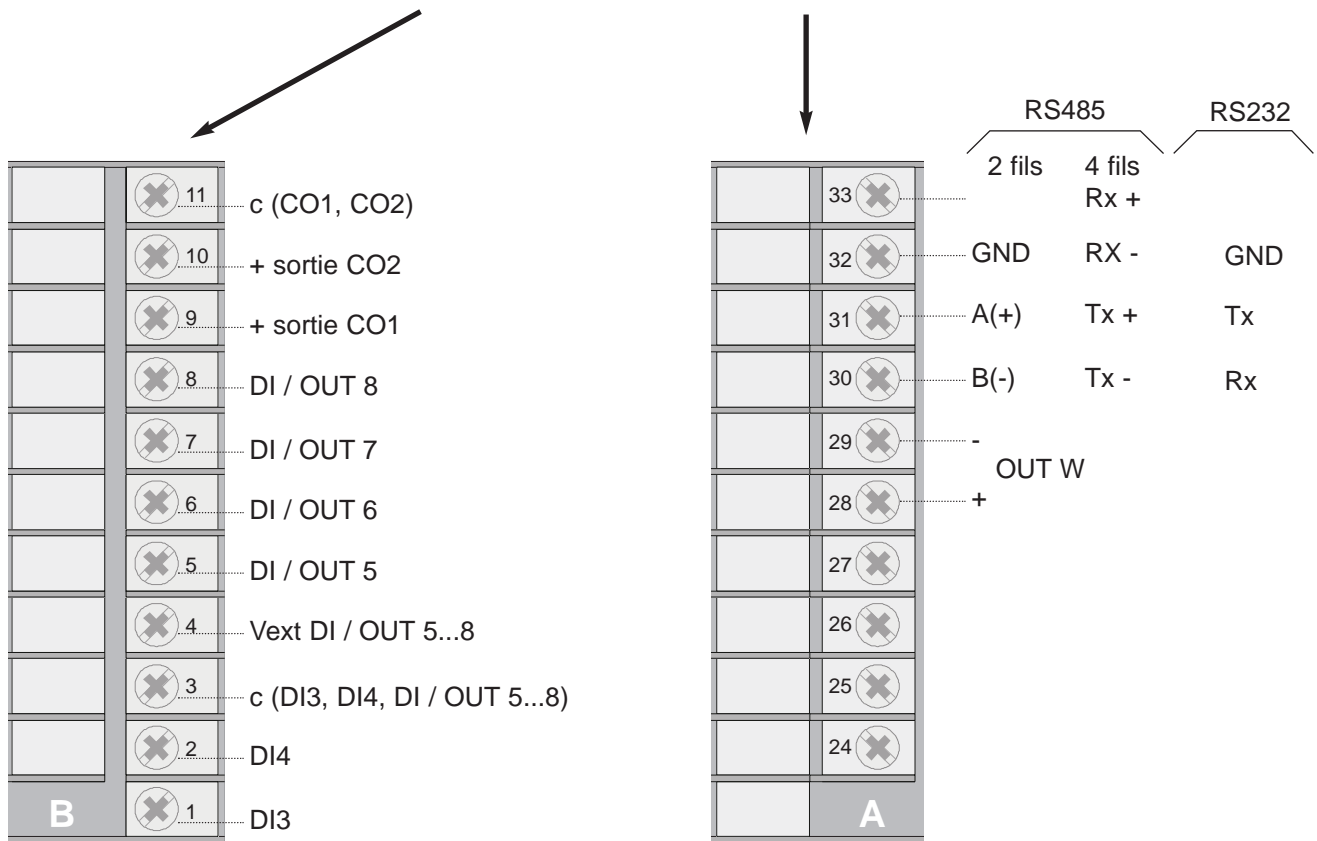 11 c (CO1, CO2)
10 + sortie CO2
9 + sortie CO1
8 DI / OUT 8
7 DI / OUT 7
6 DI / OUT 6
5 DI / OUT 5
4 Vext DI / OUT 5...8
3 c (DI3, DI4, DI / OUT 5...8)
2 DI4
1 DI3
B
RS485 RS232
2 fils 4 fils
33 Rx +
32 GND RX - GND
31 A(+) Tx + Tx
30 B(-) Tx - Rx
29 -
OUT W
28 +
27
26
25
24
A